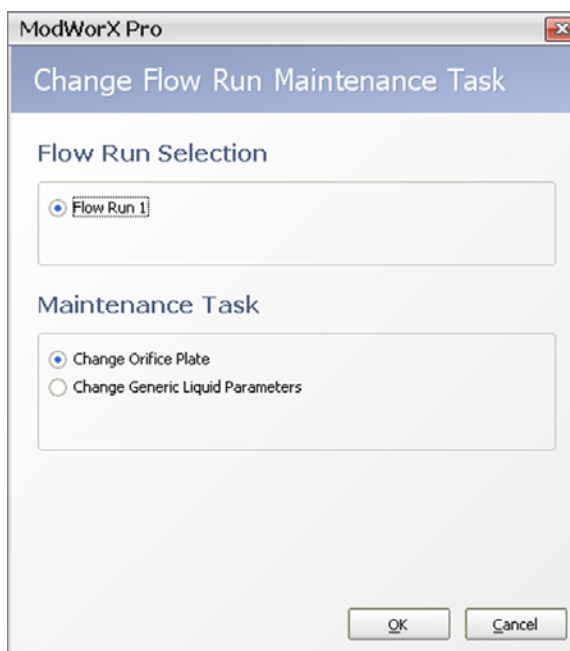 ModWorX Pro
Change Flow Run Maintenance Task
Flow Run Selection
Flow Run 1
Maintenance Task
Change Orifice Plate
Change Generic Liquid Parameters
OK
Cancel